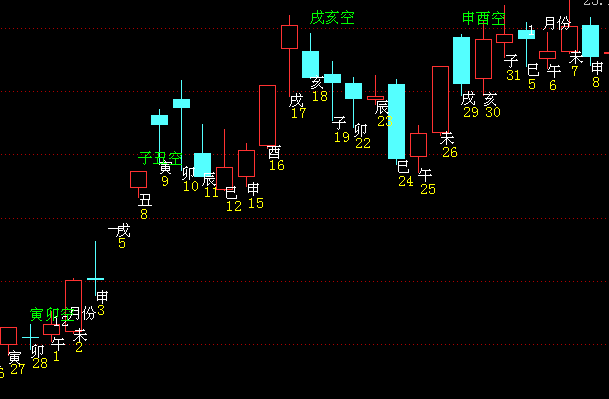 戌亥空
申酉空
1 月份
子
31
巳
5
午
6
未
7
申
8
亥
18
戌
17
辰
23
戌
29
亥
30
子
19
卯
22
未
26
酉
16
子丑空
寅
9
卯
10
辰
11
巳
12
申
15
巳
24
午
25
丑
8
戌
5
申
3
寅卯空
12
月份
未
2
午
1
卯
28
寅
27